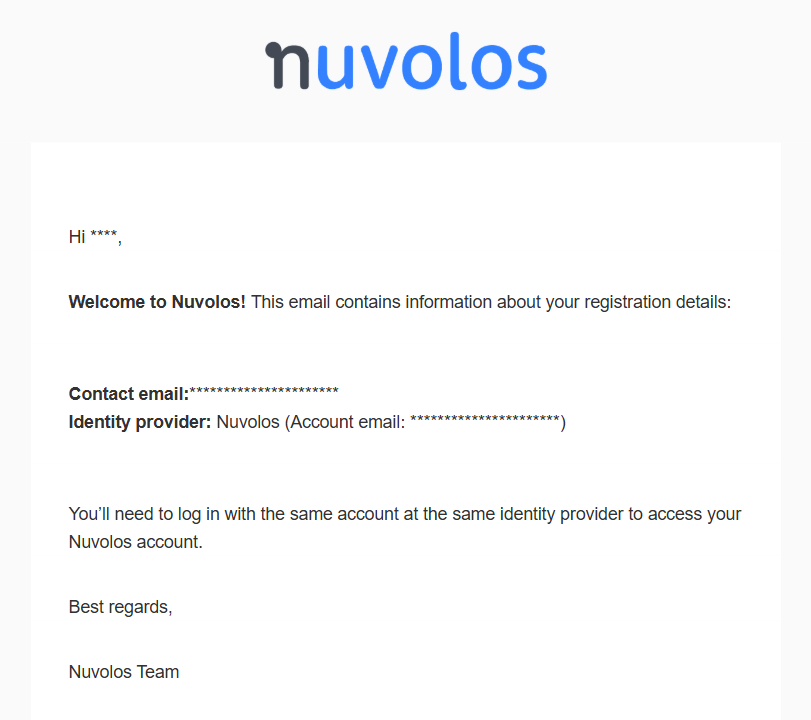 nuvolos
Hi ****,
Welcome to Nuvolos! This email contains information about your registration details:
Contact email:**********************
Identity provider: Nuvolos (Account email: **********************)
You’ll need to log in with the same account at the same identity provider to access your
Nuvolos account.
Best regards,
Nuvolos Team